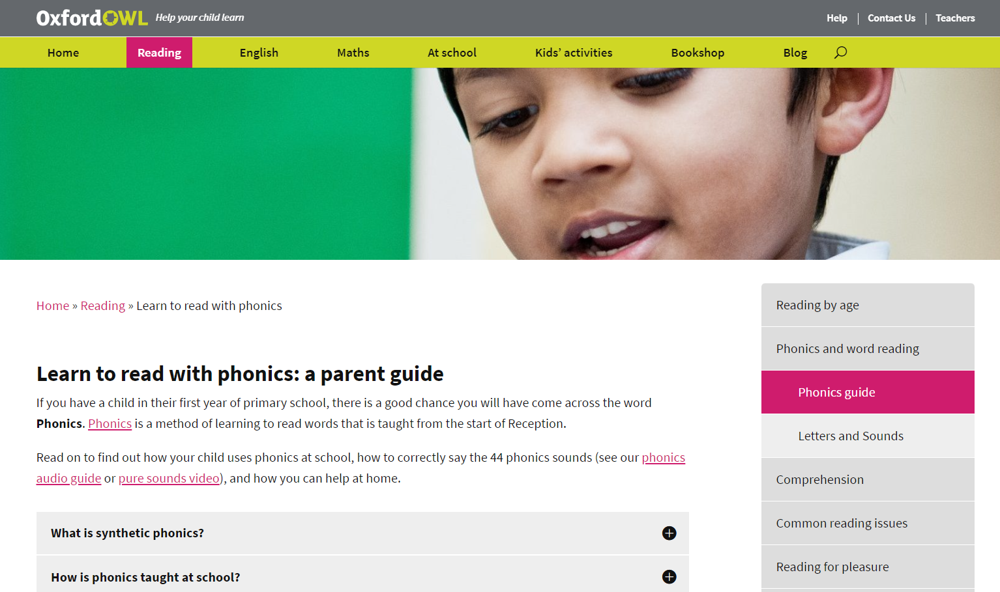 OxfordOWL Help your child learn
Help Contact Us Teachers
Home Reading English Maths At school Kids’ activities Bookshop Blog
Home » Reading » Learn to read with phonics
Learn to read with phonics: a parent guide
If you have a child in their first year of primary school, there is a good chance you will have come across the word
Phonics. Phonics is a method of learning to read words that is taught from the start of Reception.
Read on to find out how your child uses phonics at school, how to correctly say the 44 phonics sounds (see our phonics
audio guide or pure sounds video), and how you can help at home.
What is synthetic phonics?
How is phonics taught at school?
Reading by age
Phonics and word reading
Phonics guide
Letters and Sounds
Comprehension
Common reading issues
Reading for pleasure